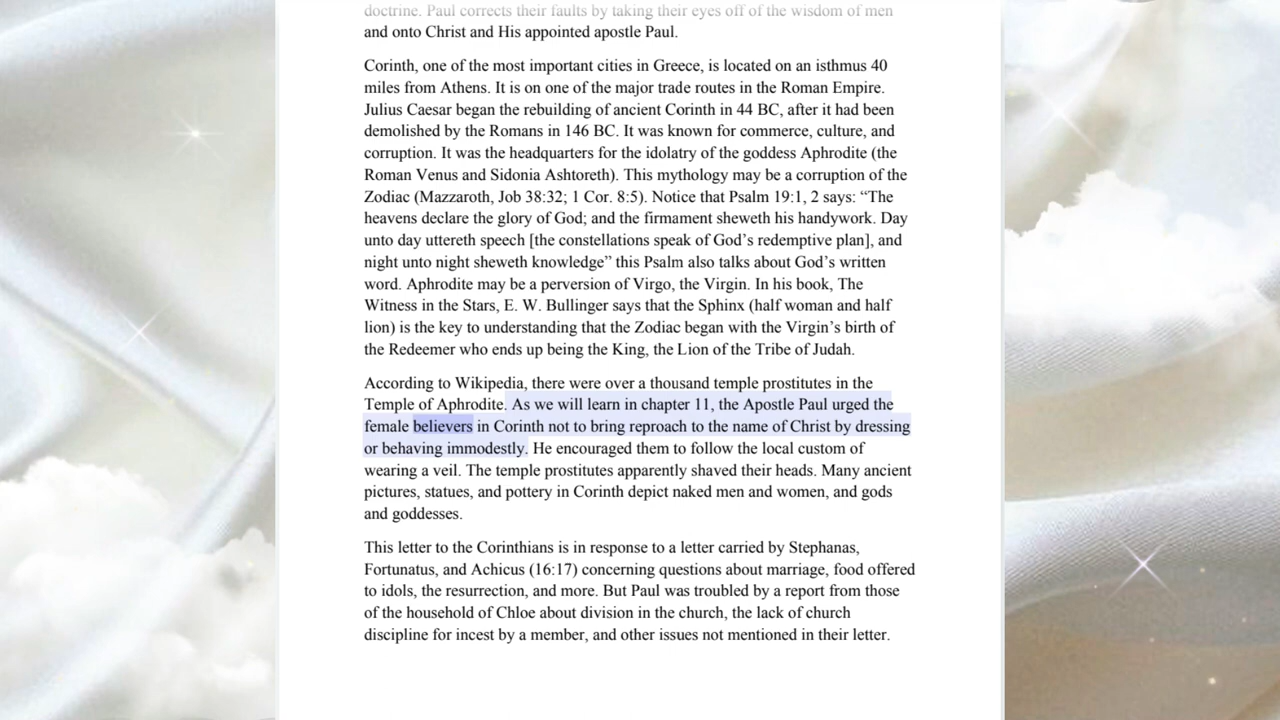 doctrine. Paul corrects their faults by taking their eyes off of the wisdom of men
and onto Christ and His appointed apostle Paul.
Corinth, one of the most important cities in Greece, is located on an isthmus 40
miles from Athens. It is on one of the major trade routes in the Roman Empire.
Julius Caesar began the rebuilding of ancient Corinth in 44 BC, after it had been
demolished by the Romans in 146 BC. It was known for commerce, culture, and
corruption. It was the headquarters for the idolatry of the goddess Aphrodite (the
Roman Venus and Sidonia Ashtoreth). This mythology may be a corruption of the
Zodiac (Mazzaroth, Job 38:32; 1 Cor. 8:5). Notice that Psalm 19:1, 2 says: “The
heavens declare the glory of God; and the firmament sheweth his handywork. Day
unto day uttereth speech [the constellations speak of God’s redemptive plan], and
night unto night sheweth knowledge” this Psalm also talks about God’s written
word. Aphrodite may be a perversion of Virgo, the Virgin. In his book, The
Witness in the Stars, E. W. Bullinger says that the Sphinx (half woman and half
lion) is the key to understanding that the Zodiac began with the Virgin’s birth of
the Redeemer who ends up being the King, the Lion of the Tribe of Judah.
According to Wikipedia, there were over a thousand temple prostitutes in the
Temple of Aphrodite. As we will learn in chapter 11, the Apostle Paul urged the
female believers in Corinth not to bring reproach to the name of Christ by dressing
or behaving immodestly. He encouraged them to follow the local custom of
wearing a veil. The temple prostitutes apparently shaved their heads. Many ancient
pictures, statues, and pottery in Corinth depict naked men and women, and gods
and goddesses.
This letter to the Corinthians is in response to a letter carried by Stephanas,
Fortunatus, and Achicus (16:17) concerning questions about marriage, food offered
to idols, the resurrection, and more. But Paul was troubled by a report from those
of the household of Chloe about division in the church, the lack of church
discipline for incest by a member, and other issues not mentioned in their letter.